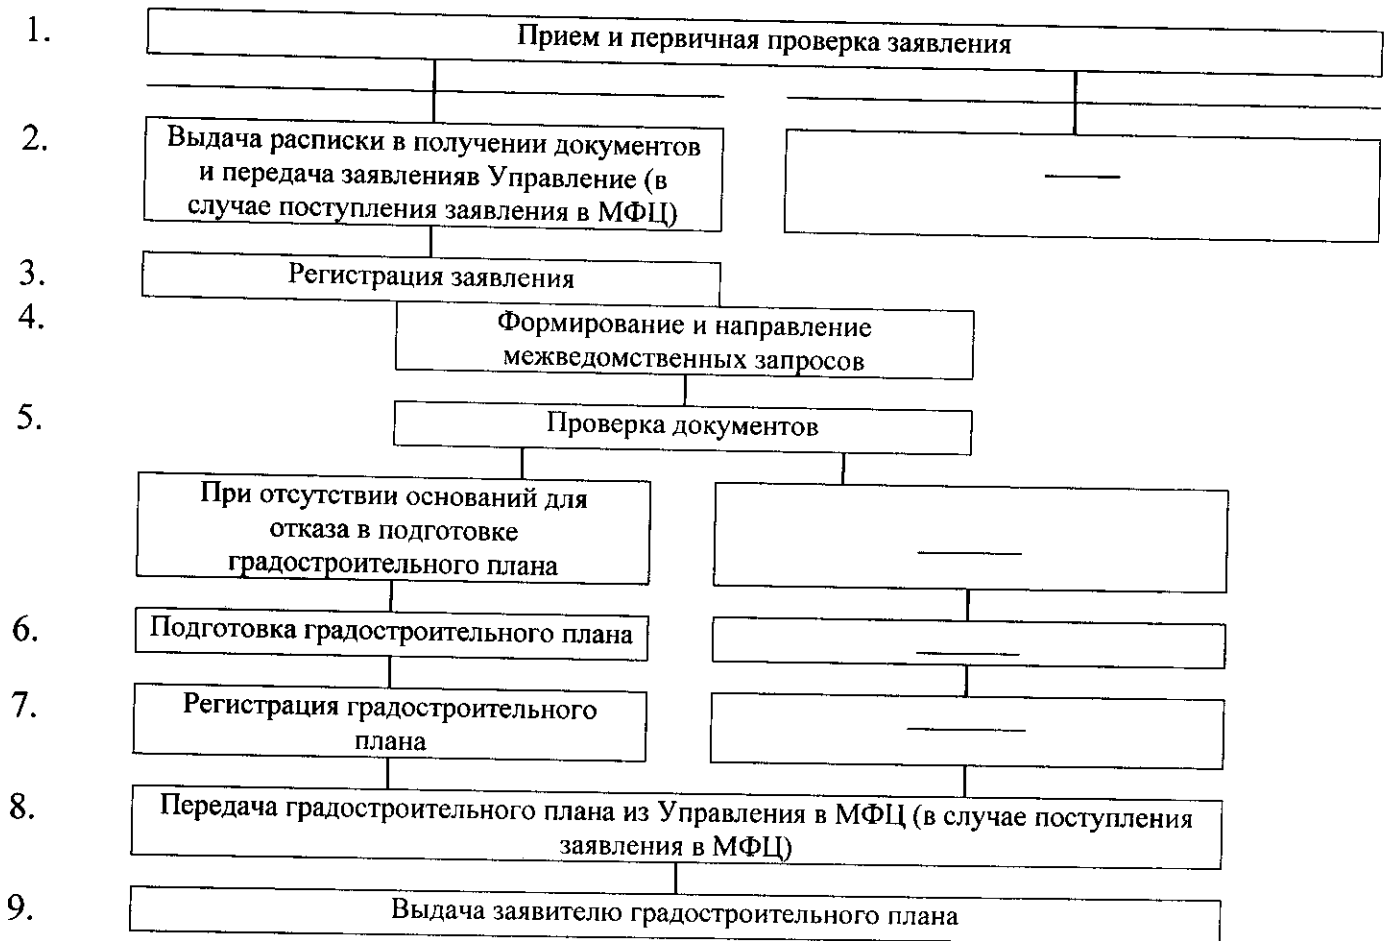 1.
Прием и первичная проверка заявления
2.
Выдача расписки в получении документов
и передача заявленияв Управление (в
случае поступления заявления в МФЦ)
3.
Регистрация заявления
4.
Формирование и направление
межведомственных запросов
5.
Проверка документов
При отсутствии оснований для
отказа в подготовке
градостроительного плана
6.
Подготовка градостроительного плана
7.
Регистрация градостроительного
плана
8.
Передача градостроительного плана из Управления в МФЦ (в случае поступления
заявления в МФЦ)
9.
Выдача заявителю градостроительного плана